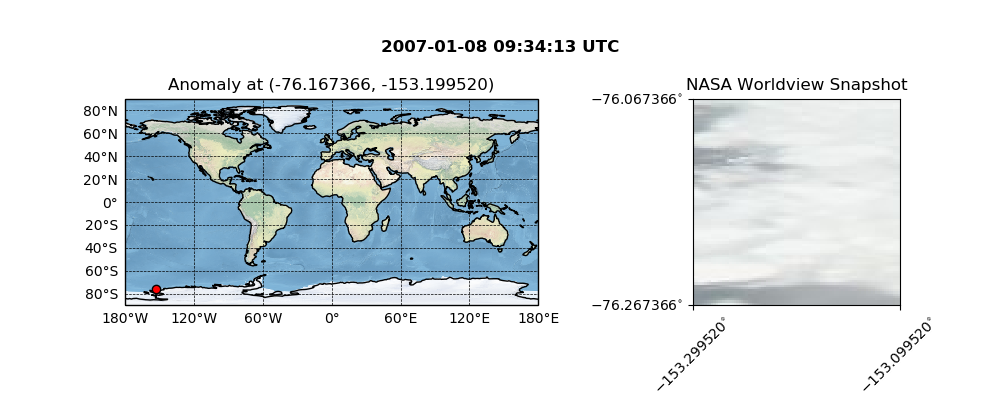 2007-01-08 09:34:13 UTC
Anomaly at (-76.167366, -153.199520)
NASA Worldview Snapshot
80°N
60°N
40°N
20°N
0°
20°S
40°S
60°S
80°S
180°W 120°W 60°W 0° 60°E 120°E 180°E
−76.067366°
−76.267366°
−153.299520°
−153.099520°